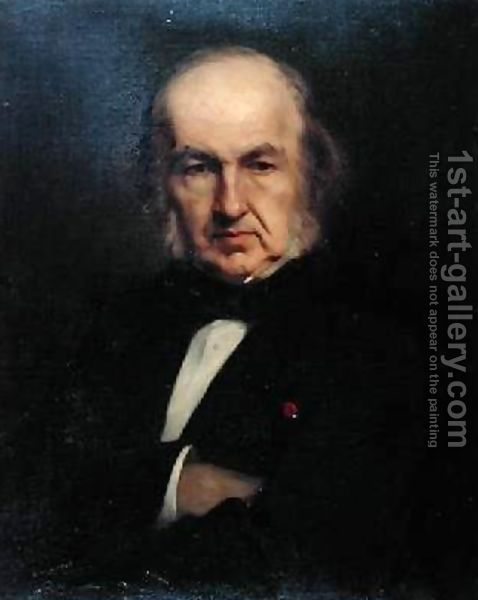 1st-art-gallery.com
This watermark does not appear on the painting